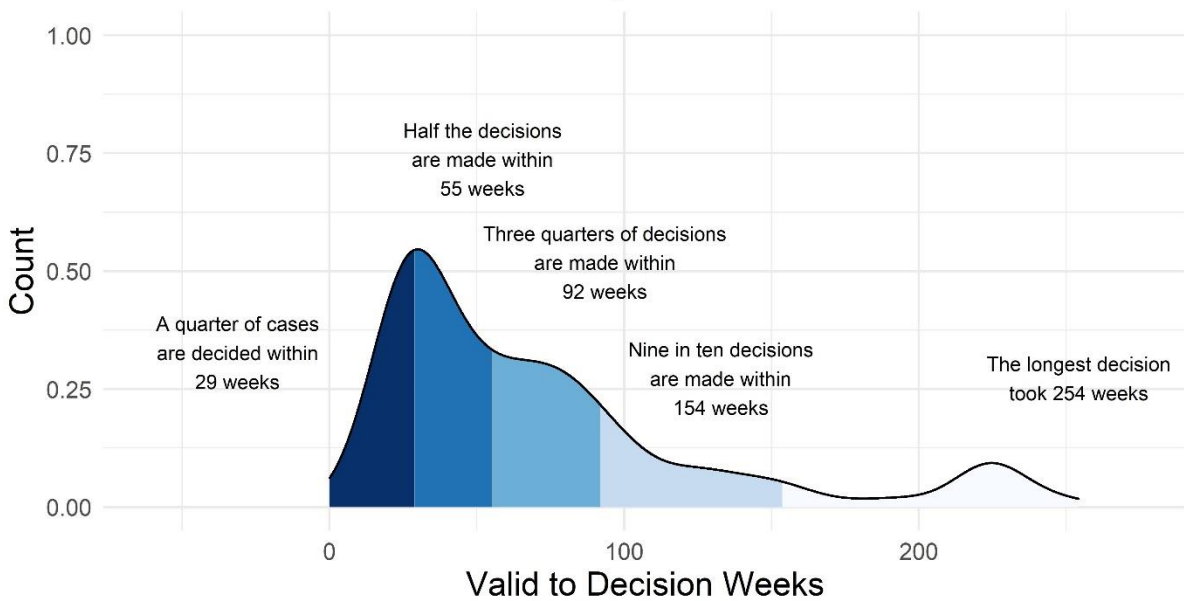 1.00
Half the decisions
are made within
55 weeks
0.75
Three quarters of decisions
are made within
92 weeks
0.50
Count
A quarter of cases
are decided within
29 weeks
Nine in ten decisions
are made within
154 weeks
The longest decision
took 254 weeks
0.25
0.00
0 100 200
Valid to Decision Weeks